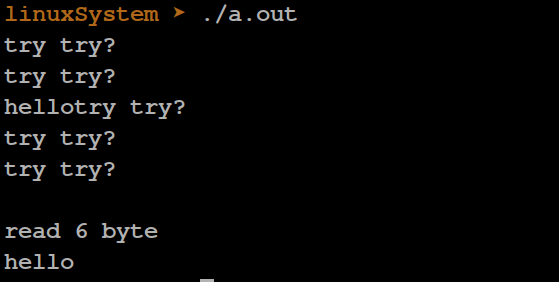 linuxSystem ➤ ./a.out
try try?
try try?
hellotry try?
try try?
try try?
read 6 byte
hello